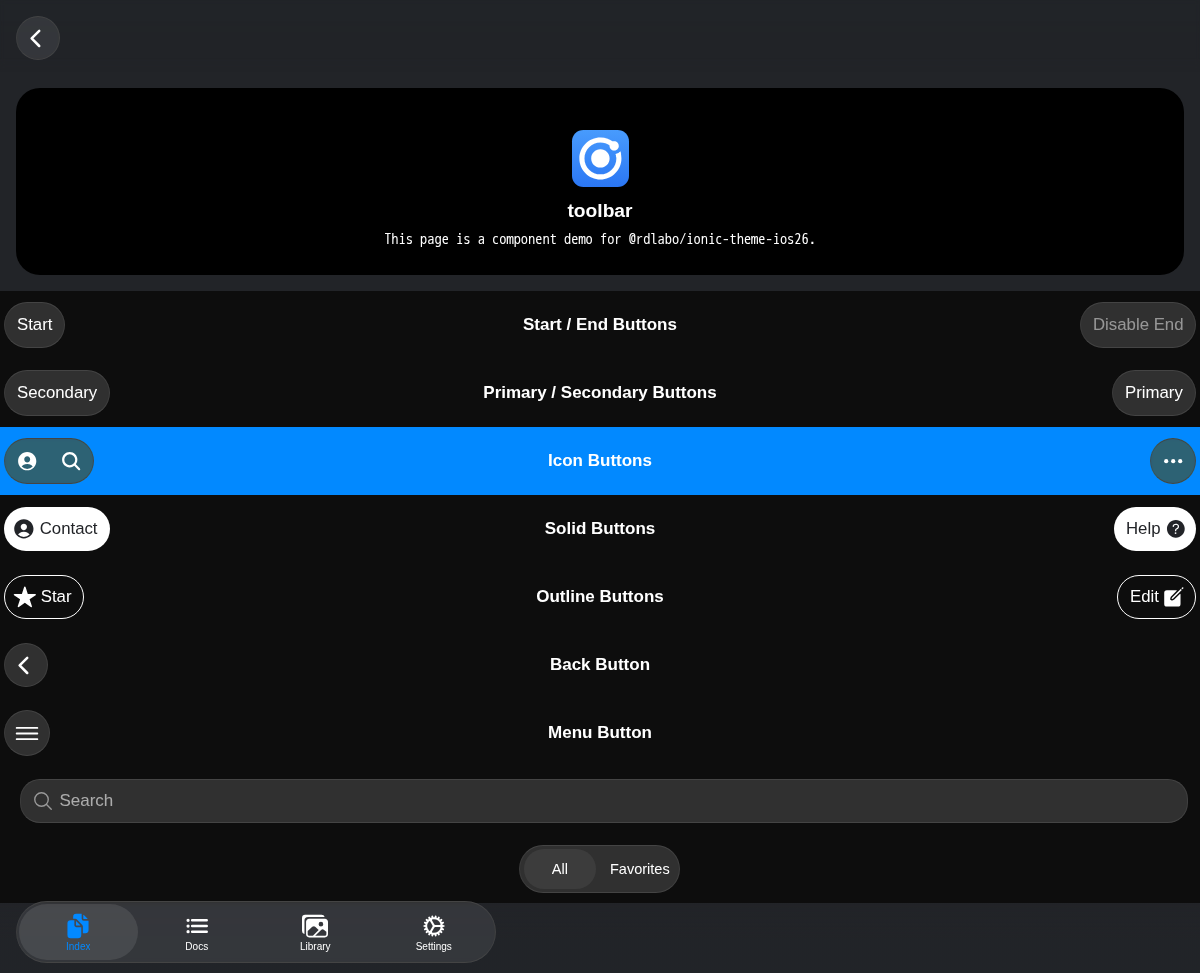 toolbar
This page is a component demo for @rdlabo/ionic-theme-ios26.
Start Start / End Buttons Disable End
Secondary Primary / Secondary Buttons Primary
Icon Buttons
Contact Solid Buttons Help
Star Outline Buttons Edit
Back Button
Menu Button
Search
All Favorites
Index Docs Library Settings